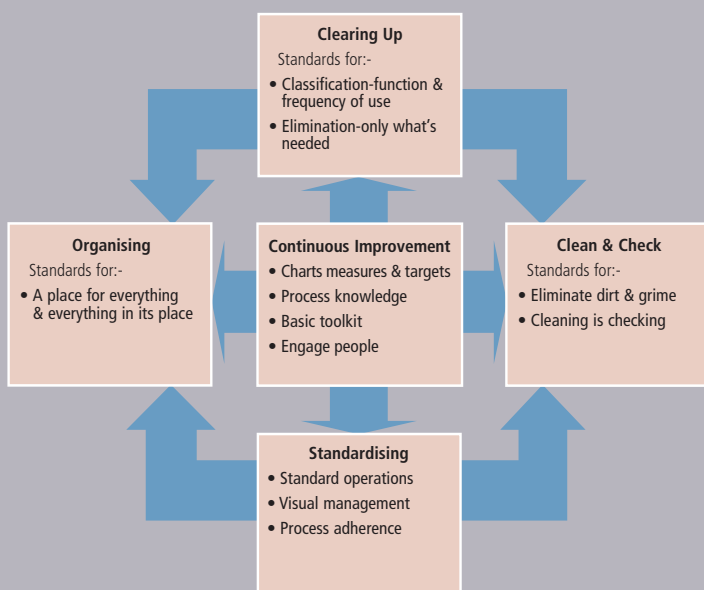 Clearing Up
Standards for:-
• Classification-function &
frequency of use
• Elimination-only what's
needed
Organising
Standards for:-
• A place for everything
& everything in its place
Continuous Improvement
• Charts measures & targets
• Process knowledge
• Basic toolkit
• Engage people
Clean & Check
Standards for:-
• Eliminate dirt & grime
• Cleaning is checking
Standardising
• Standard operations
• Visual management
• Process adherence